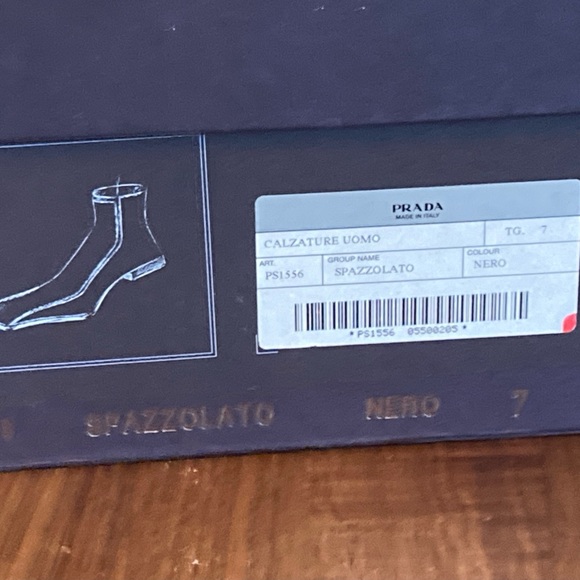 PRADA
MADE IN ITALY
CALZATURE UOMO TG. 7
ART. GROUP NAME COLOUR
PS1556 SPAZZOLATO NERO
*PS1556 05500205*
SPAZZOLATO NERO 7